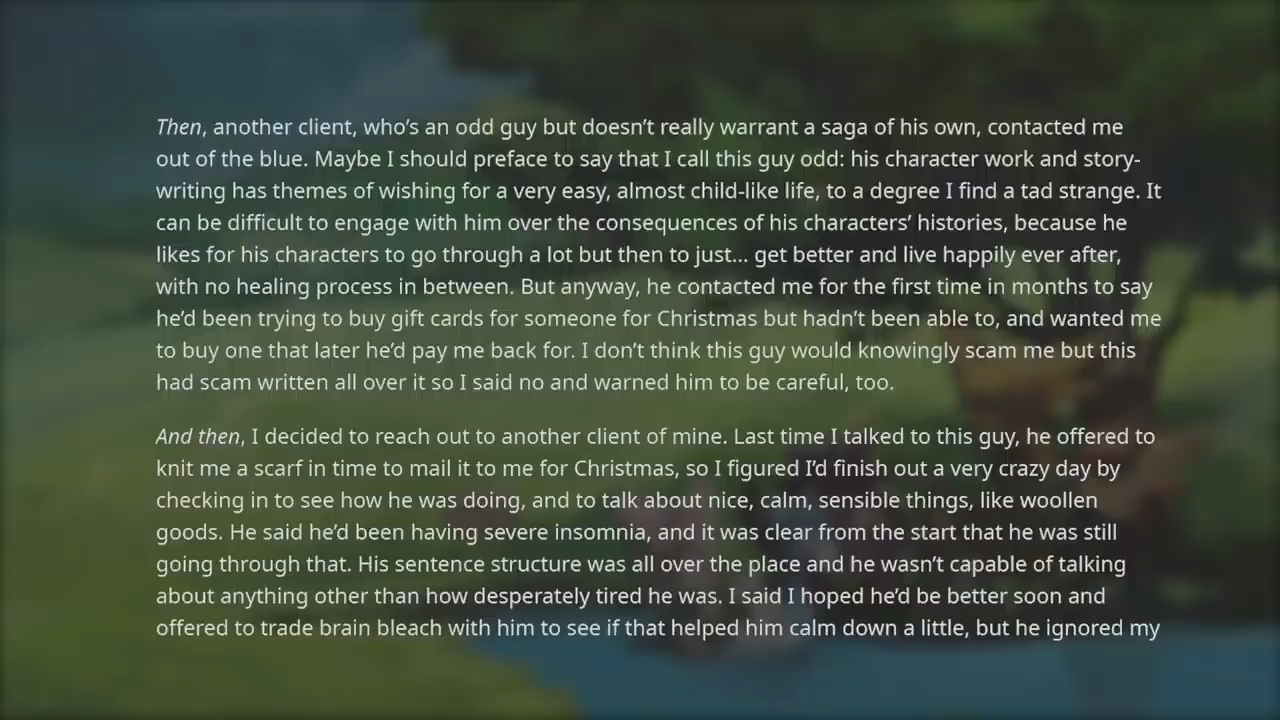 Then, another client, who’s an odd guy but doesn’t really warrant a saga of his own, contacted me
out of the blue. Maybe I should preface to say that I call this guy odd: his character work and story-
writing has themes of wishing for a very easy, almost child-like life, to a degree I find a tad strange. It
can be difficult to engage with him over the consequences of his characters’ histories, because he
likes for his characters to go through a lot but then to just... get better and live happily ever after,
with no healing process in between. But anyway, he contacted me for the first time in months to say
he’d been trying to buy gift cards for someone for Christmas but hadn’t been able to, and wanted me
to buy one that later he’d pay me back for. I don’t think this guy would knowingly scam me but this
had scam written all over it so I said no and warned him to be careful, too.
And then, I decided to reach out to another client of mine. Last time I talked to this guy, he offered to
knit me a scarf in time to mail it to me for Christmas, so I figured I’d finish out a very crazy day by
checking in to see how he was doing, and to talk about nice, calm, sensible things, like woollen
goods. He said he’d been having severe insomnia, and it was clear from the start that he was still
going through that. His sentence structure was all over the place and he wasn’t capable of talking
about anything other than how desperately tired he was. I said I hoped he’d be better soon and
offered to trade brain bleach with him to see if that helped him calm down a little, but he ignored my